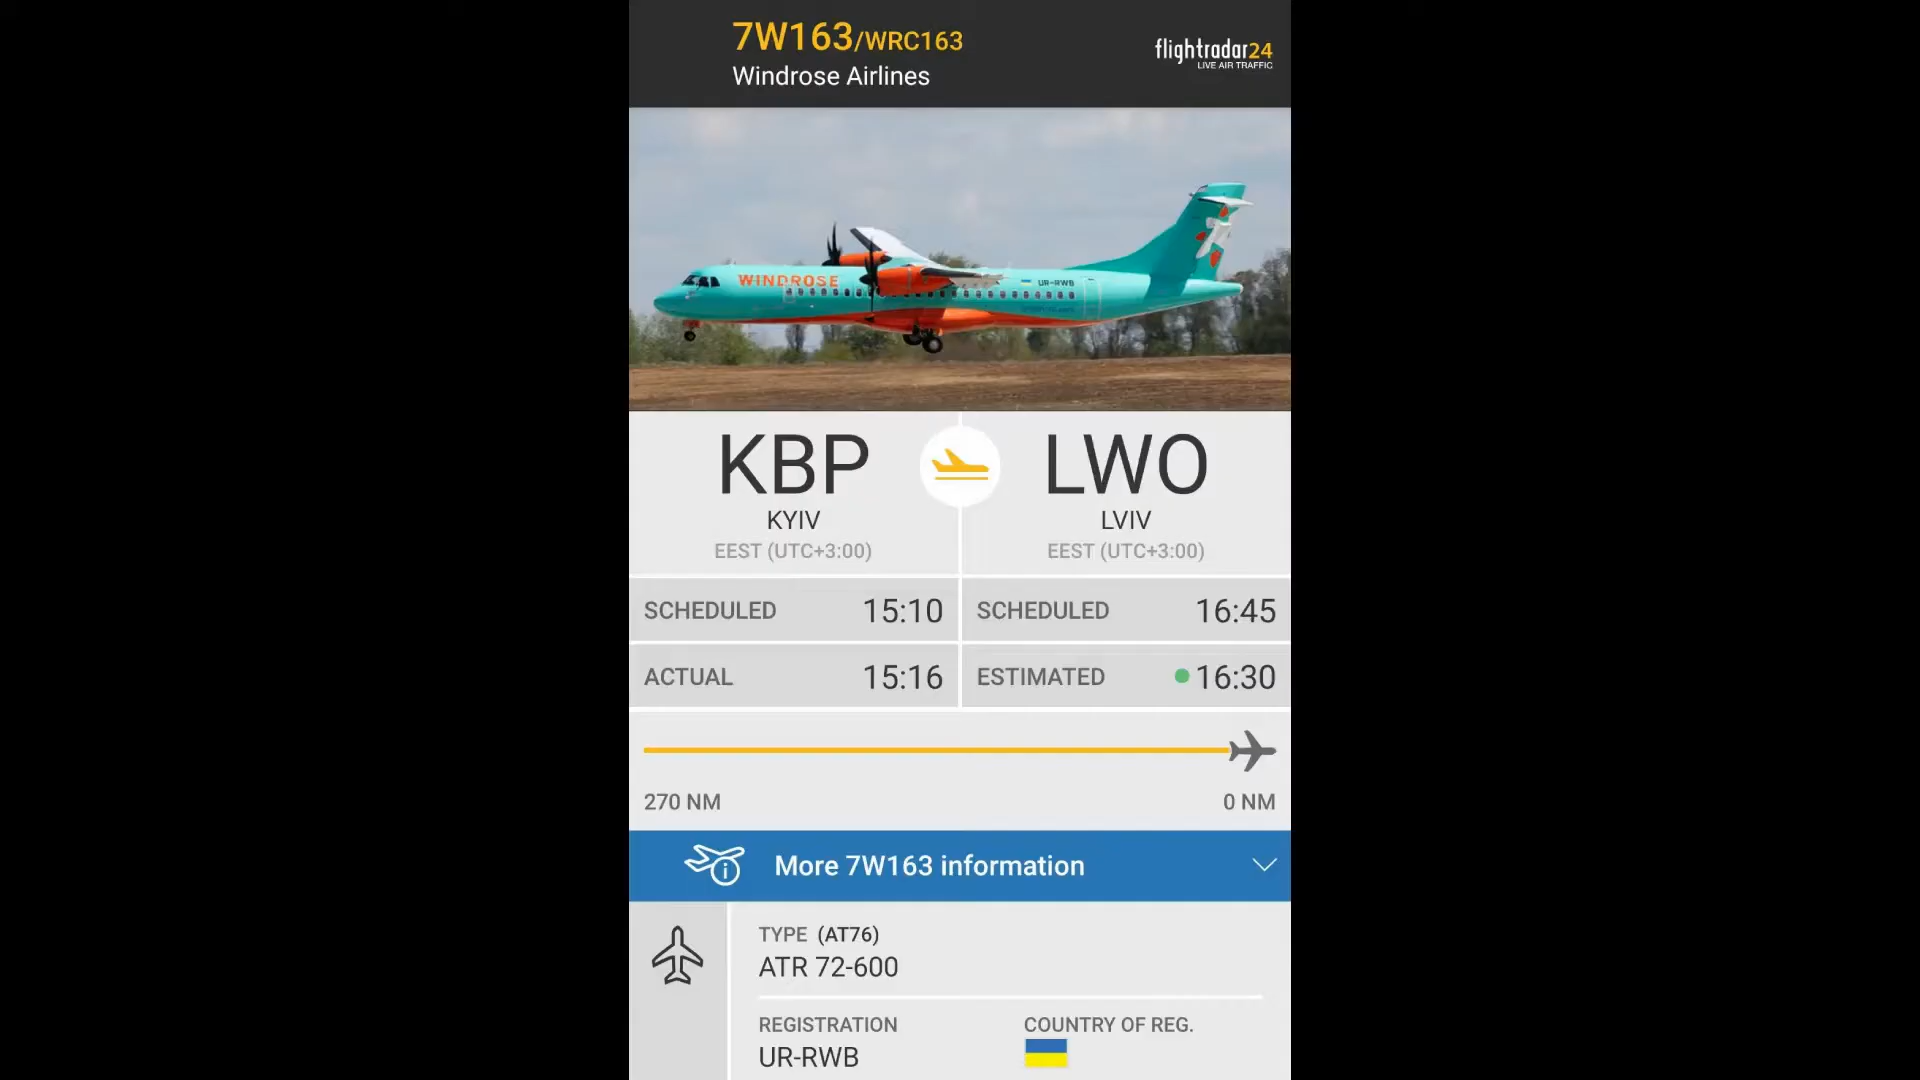 7W163/WRC163
Windrose Airlines
flightradar24
LIVE AIR TRAFFIC
WINDROSE
UR-RWB
KBP
KYIV
EEST (UTC+3:00)
LWO
LVIV
EEST (UTC+3:00)
SCHEDULED 15:10
SCHEDULED 16:45
ACTUAL 15:16
ESTIMATED 16:30
270 NM
0 NM
More 7W163 information
TYPE (AT76)
ATR 72-600
REGISTRATION
UR-RWB
COUNTRY OF REG.